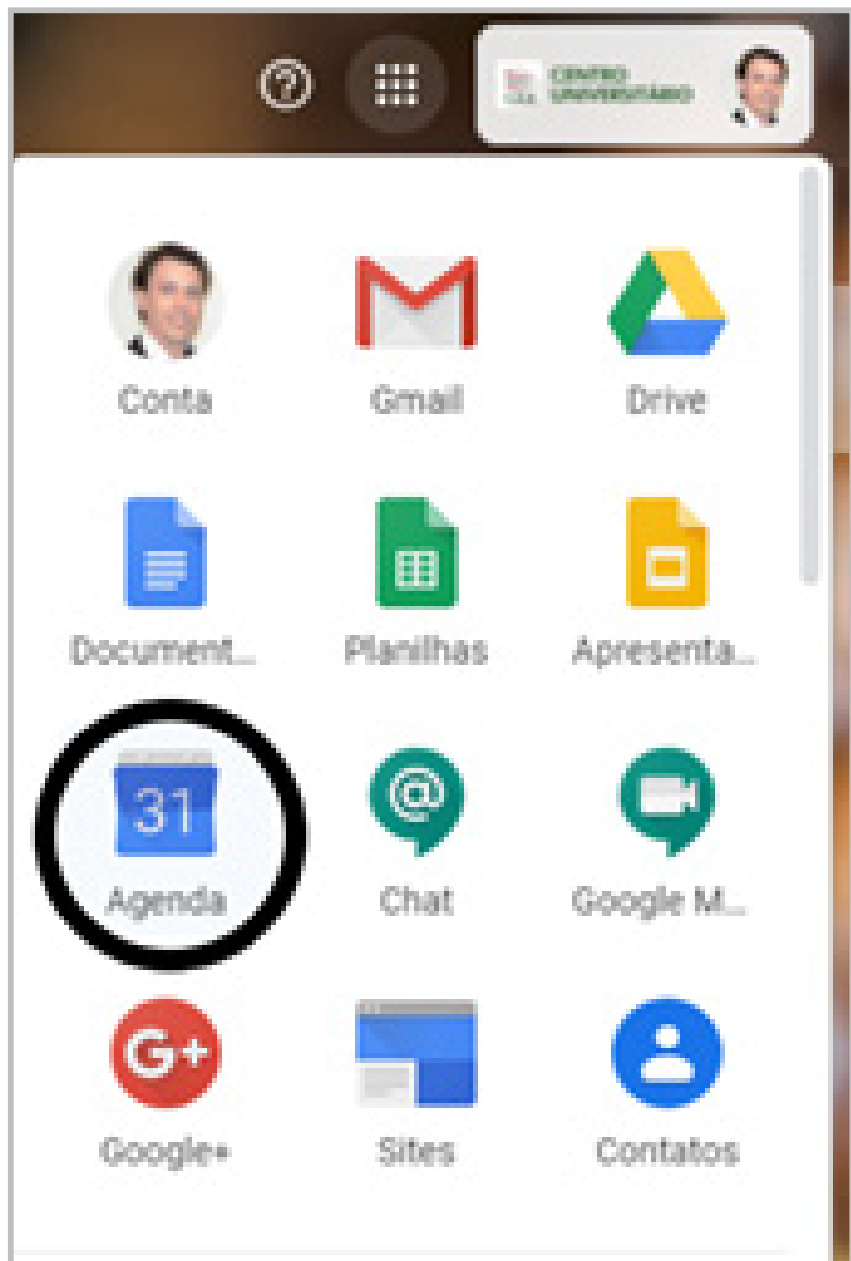 CENTRO
UNIVERSITÁRIO
Conta
Gmail
Drive
Document...
Planilhas
Apresenta...
31
Agenda
@
Chat
Google M...
G+
Google+
Sites
Contatos